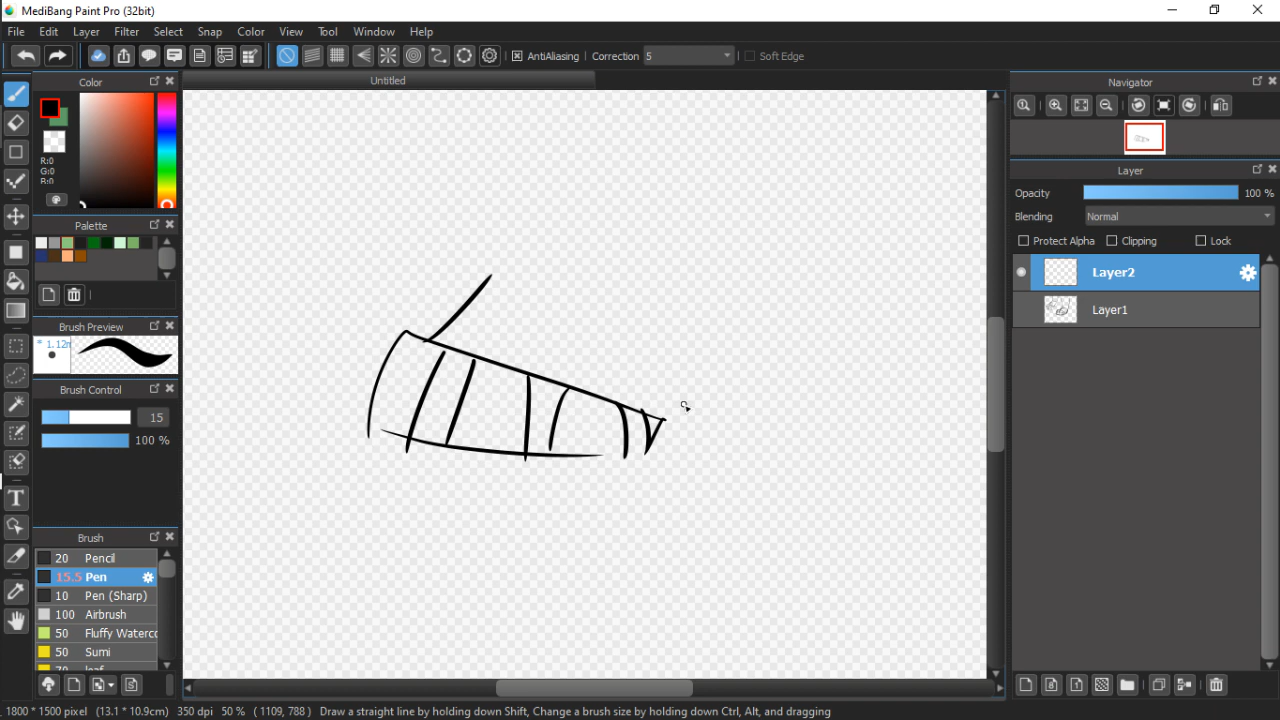 MediBang Paint Pro (32bit)
File Edit Layer Filter Select Snap Color View Tool Window Help
AntiAliasing Correction 5 Soft Edge
Color
Untitled
Navigator
R:0
G:0
B:0
Layer
Opacity 100 %
Blending Normal
Palette
Protect Alpha Clipping Lock
Layer2
Layer1
Brush Preview
* 1.12m
Brush Control
15
100 %
T
Brush
20 Pencil
15.5 Pen
10 Pen (Sharp)
100 Airbrush
50 Fluffy Waterco
50 Sumi
70 leaf
1800 * 1500 pixel (13.1 * 10.9cm) 350 dpi 50 % ( 1109, 788 ) Draw a straight line by holding down Shift, Change a brush size by holding down Ctrl, Alt, and dragging